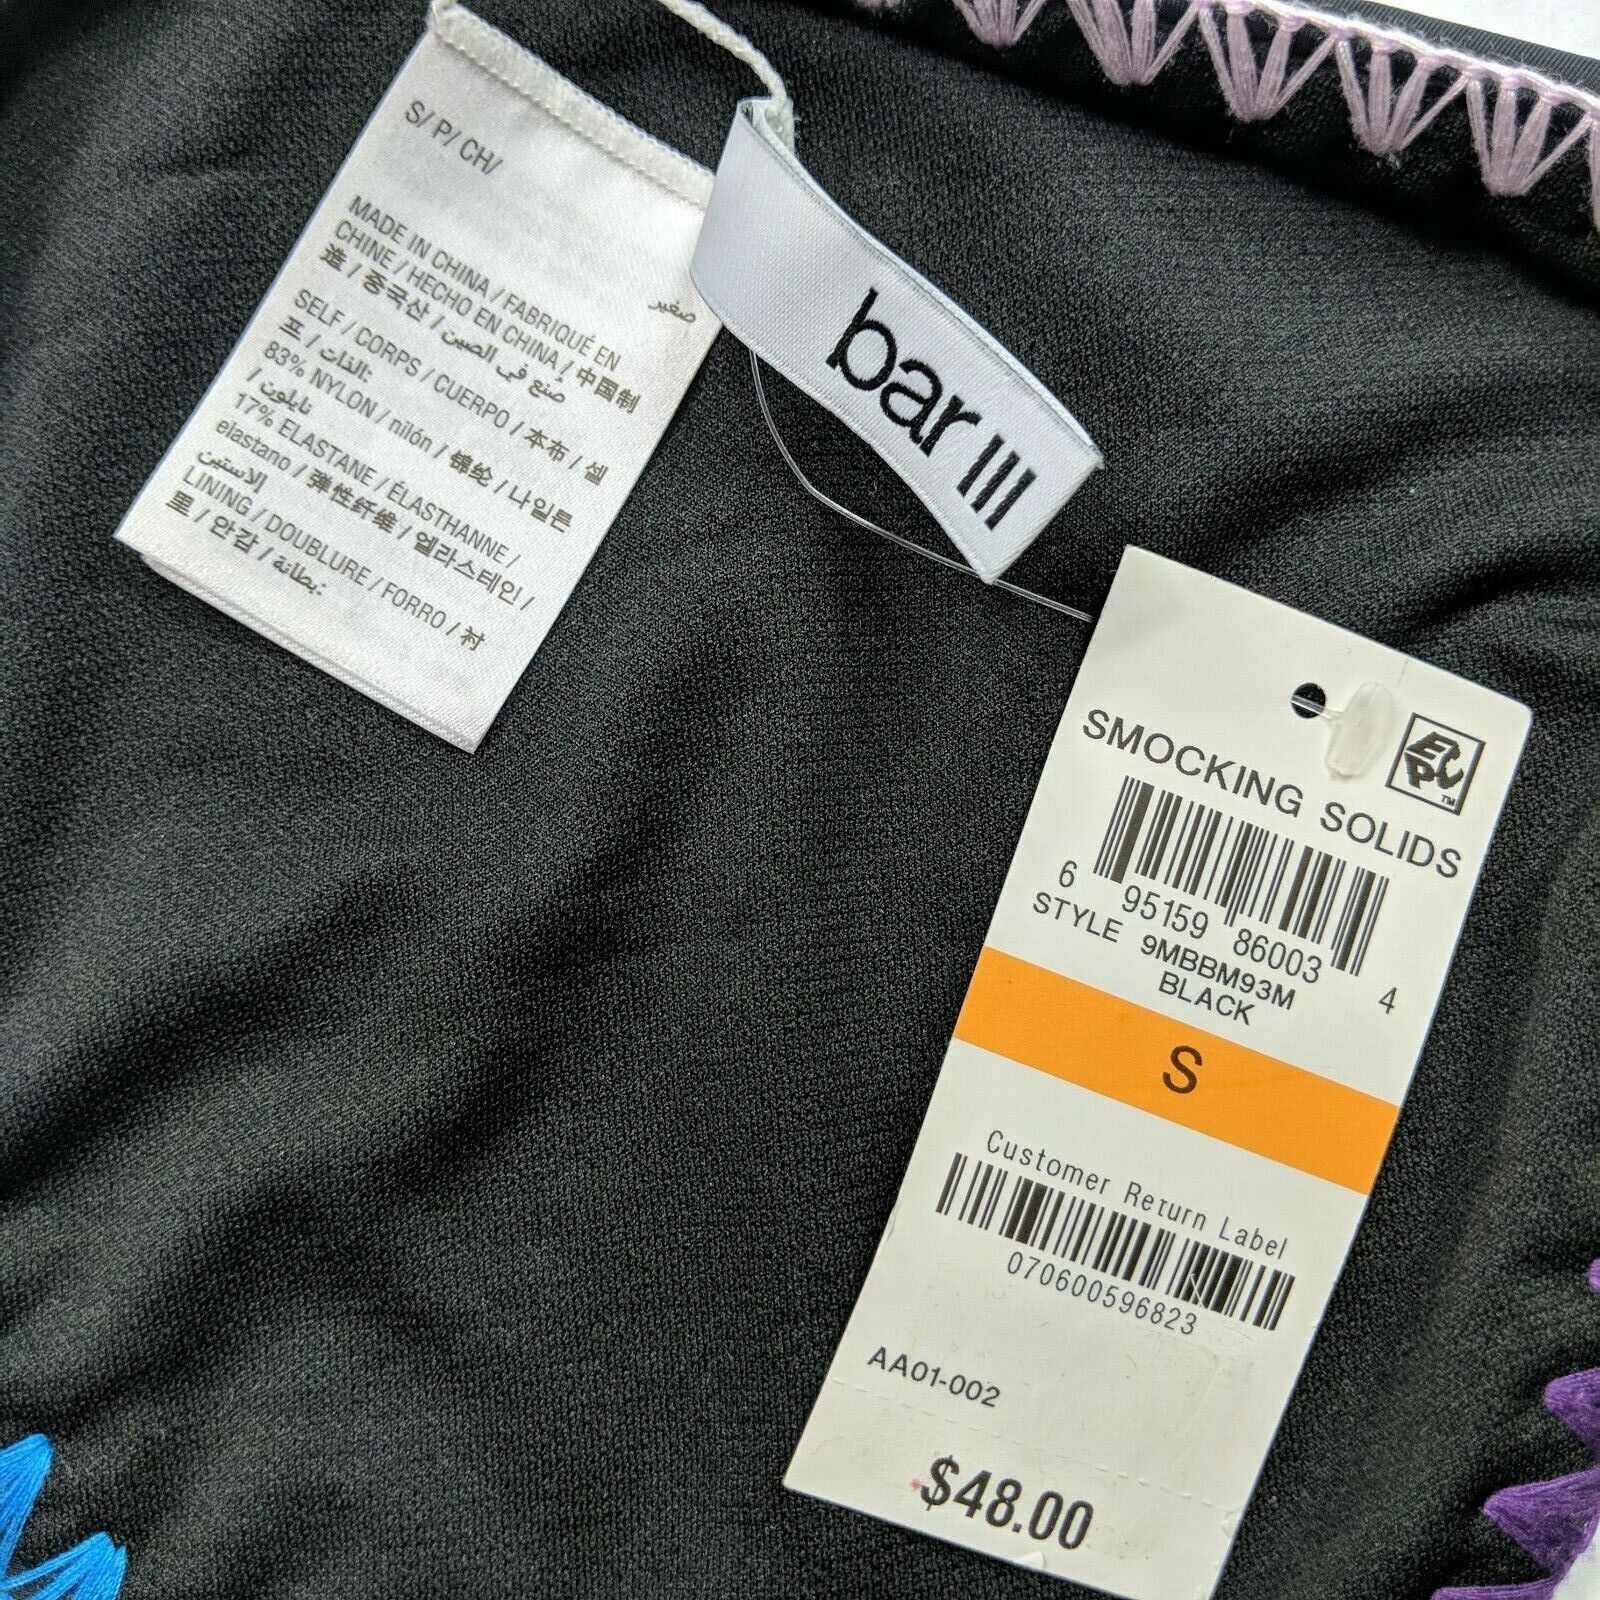 S/ P/ CH/
صغير
MADE IN CHINA / FABRIQUÉ EN
CHINE / HECHO EN CHINA / 中国制
造 / 중국산 / صُنع في الصين
SELF / CORPS / CUERPO / 本布 / 셀
프 / الذات:
83% NYLON / nilón / 锦纶 / 나일론
/ نايلون
17% ELASTANE / ÉLASTHANNE /
elastano / 弹性纤维 / 엘라스테인 /
الاستين
LINING / DOUBLURE / FORRO / 衬
里 / 안감 / بطانة:
bar III
EPC™
SMOCKING SOLIDS
6 95159 86003 4
STYLE 9MBBM93M
BLACK
S
Customer Return Label
070600596823
AA01-002
$48.00